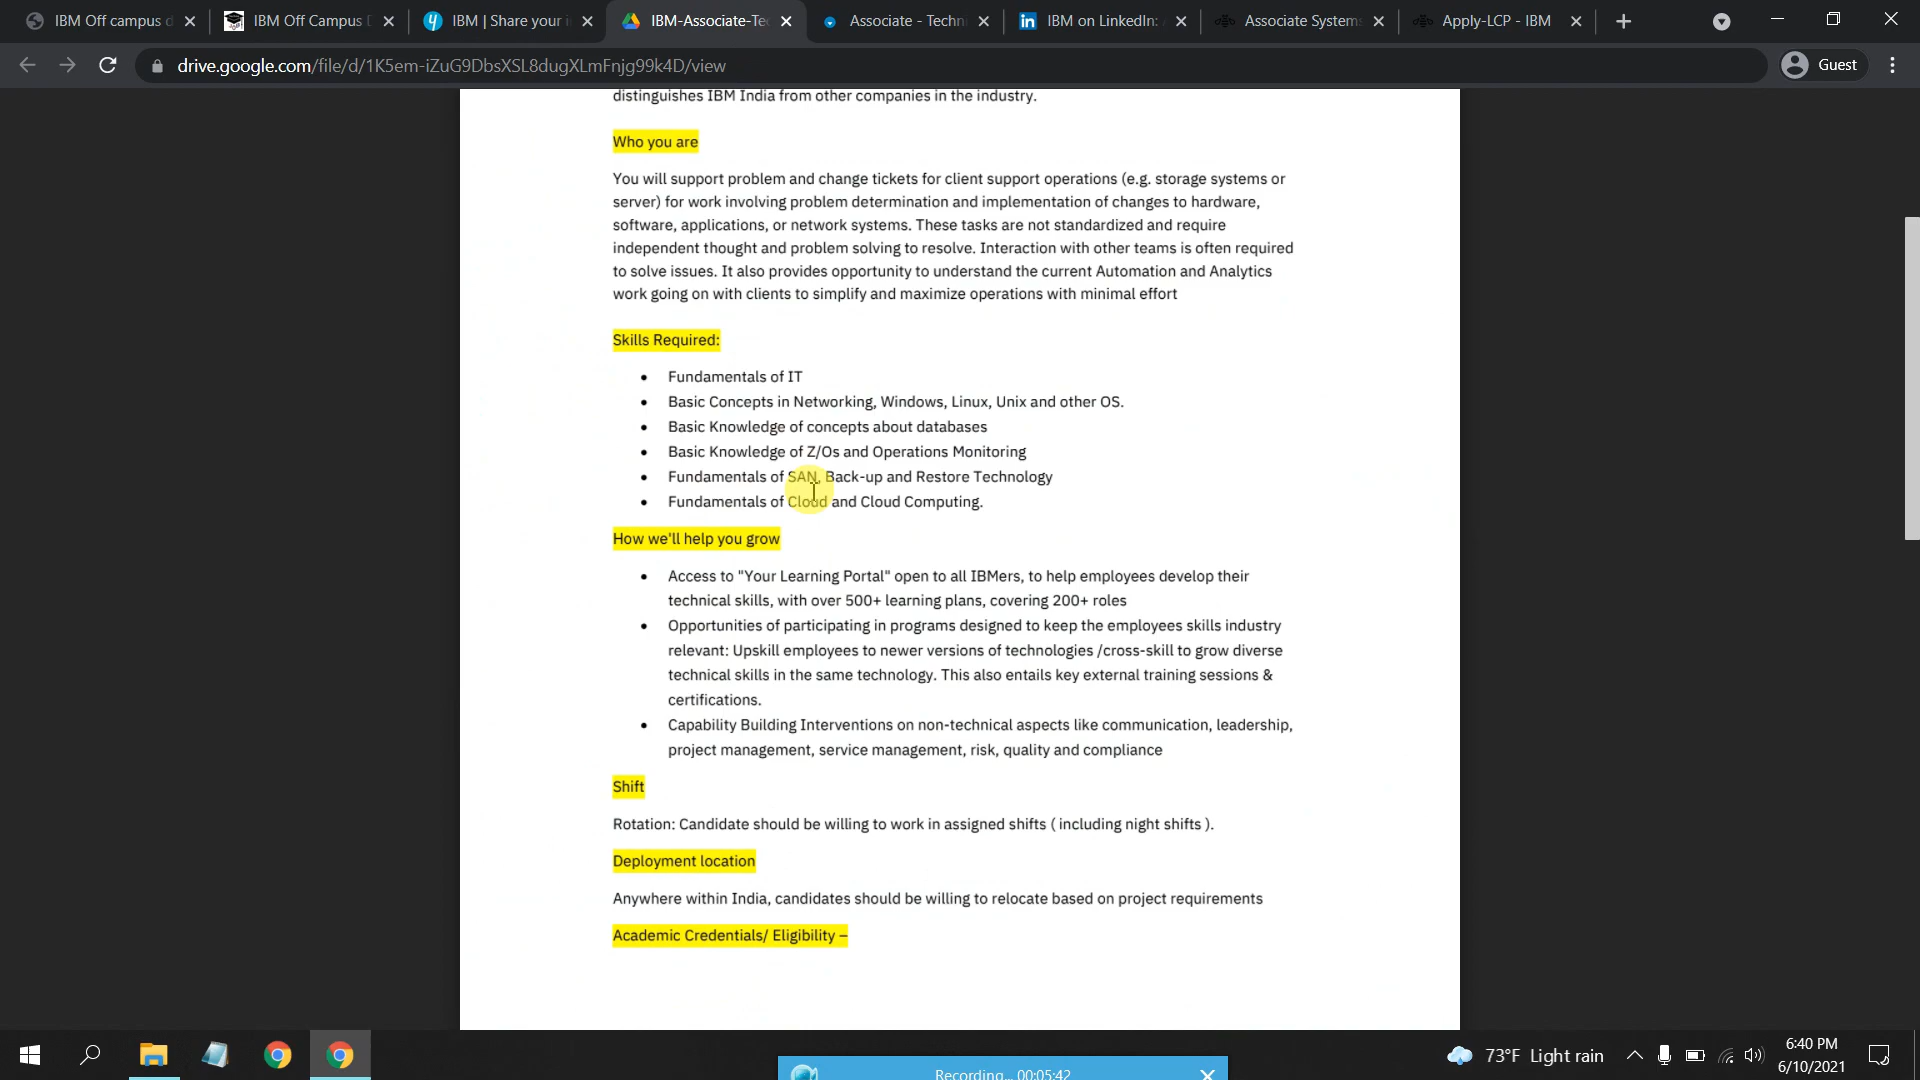 IBM Off campus d
IBM Off Campus D
IBM | Share your i
IBM-Associate-Te
Associate - Techni
IBM on LinkedIn:
Associate Systems
Apply-LCP - IBM
drive.google.com/file/d/1K5em-iZuG9DbsXSL8dugXLmFnjg99k4D/view
Guest
distinguishes IBM India from other companies in the industry.
Who you are
You will support problem and change tickets for client support operations (e.g. storage systems or
server) for work involving problem determination and implementation of changes to hardware,
software, applications, or network systems. These tasks are not standardized and require
independent thought and problem solving to resolve. Interaction with other teams is often required
to solve issues. It also provides opportunity to understand the current Automation and Analytics
work going on with clients to simplify and maximize operations with minimal effort
Skills Required:
• Fundamentals of IT
• Basic Concepts in Networking, Windows, Linux, Unix and other OS.
• Basic Knowledge of concepts about databases
• Basic Knowledge of Z/Os and Operations Monitoring
• Fundamentals of SAN, Back-up and Restore Technology
• Fundamentals of Cloud and Cloud Computing.
How we'll help you grow
• Access to "Your Learning Portal" open to all IBMers, to help employees develop their
technical skills, with over 500+ learning plans, covering 200+ roles
• Opportunities of participating in programs designed to keep the employees skills industry
relevant: Upskill employees to newer versions of technologies /cross-skill to grow diverse
technical skills in the same technology. This also entails key external training sessions &
certifications.
• Capability Building Interventions on non-technical aspects like communication, leadership,
project management, service management, risk, quality and compliance
Shift
Rotation: Candidate should be willing to work in assigned shifts ( including night shifts ).
Deployment location
Anywhere within India, candidates should be willing to relocate based on project requirements
Academic Credentials/ Eligibility –
73°F Light rain
6:40 PM
6/10/2021
Recording... 00:05:42